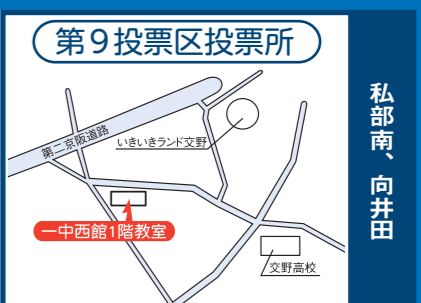 第9投票区投票所
第二京阪道路
いきいきランド交野
一中西館1階教室
交野高校
私部南、向井田